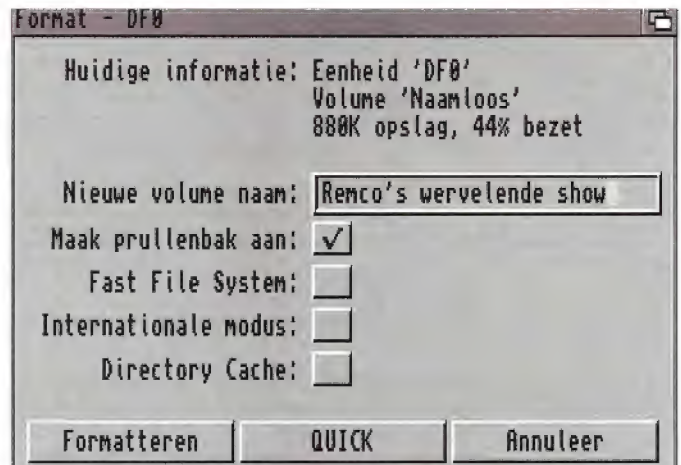 Format - DF0
Huidige informatie: Eenheid 'DF0'
Volume 'Naamloos'
880K opslag, 44% bezet
Nieuwe volume naam: Remco's wervelende show
Maak prullenbak aan: ✓
Fast File System:
Internationale modus:
Directory Cache:
Formatteren QUICK Annuleer